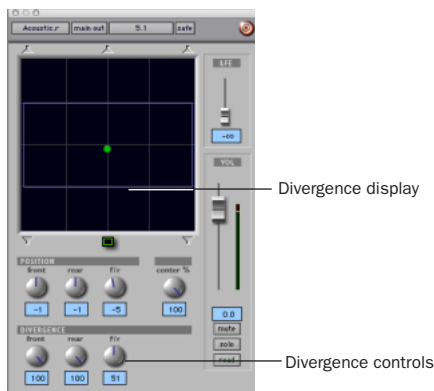 Acoustic.r main out 5.1 safe
LFE
-∞
VOL
Divergence display
POSITION
front rear f/r center %
-1 -1 -5 100
0.0
mute
DIVERGENCE
solo
front rear f/r
read
Divergence controls
100 100 51